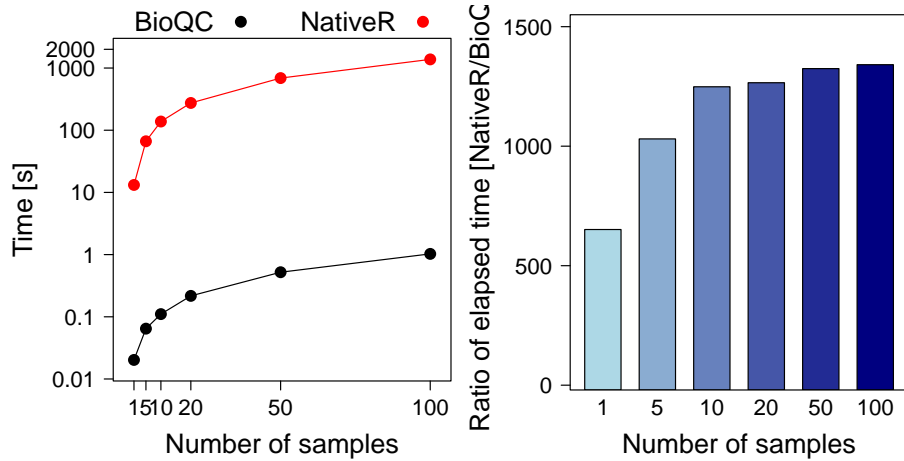 BioQC NativeR
Time [s]
2000
1000
100
10
1
0.1
0.01
1 5 10 20 50 100
Number of samples
Ratio of elapsed time [NativeR/BioQ
1500
1000
500
0
1 5 10 20 50 100
Number of samples